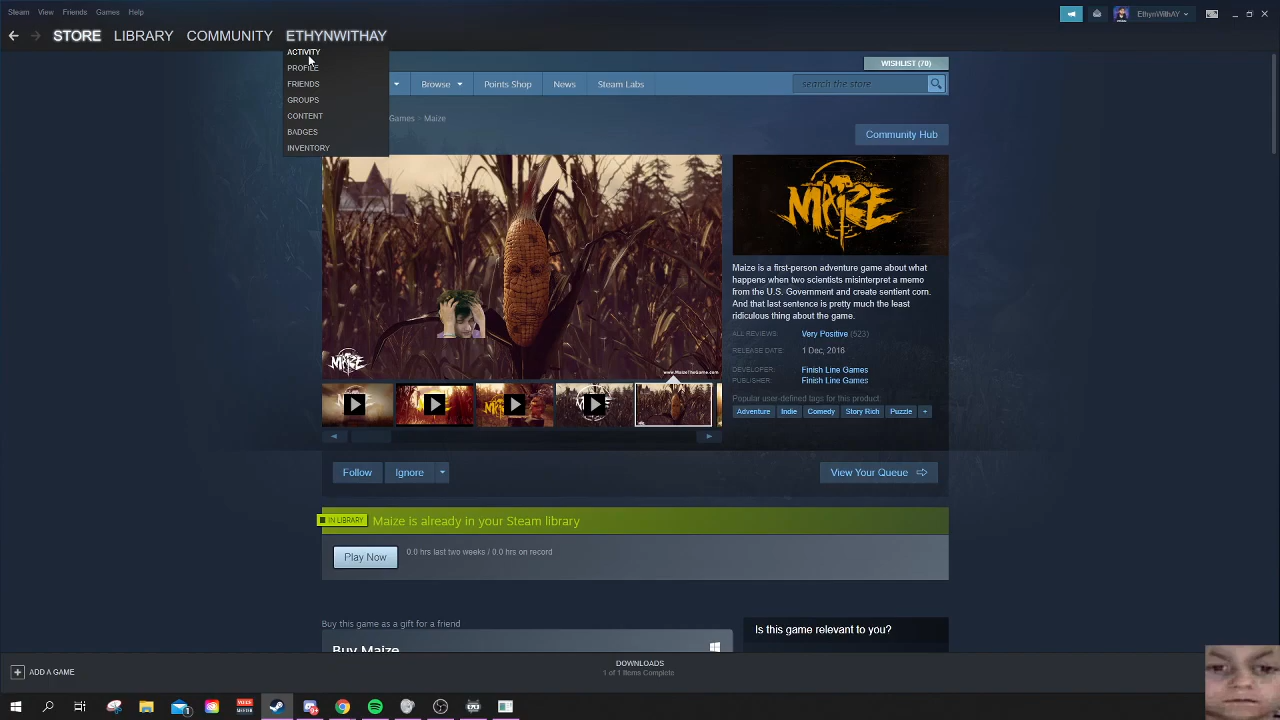 Steam View Friends Games Help
EthynWithAY
STORE LIBRARY COMMUNITY ETHYNWITHAY
ACTIVITY
PROFILE
FRIENDS
GROUPS
CONTENT
BADGES
INVENTORY
WISHLIST (70)
Browse Points Shop News Steam Labs search the store
Games > Maize
Community Hub
MAIZE
www.MaizeTheGame.com
MAIZE
Maize is a first-person adventure game about what
happens when two scientists misinterpret a memo
from the U.S. Government and create sentient corn.
And that last sentence is pretty much the least
ridiculous thing about the game.
ALL REVIEWS: Very Positive (523)
RELEASE DATE: 1 Dec, 2016
DEVELOPER: Finish Line Games
PUBLISHER: Finish Line Games
Popular user-defined tags for this product:
Adventure Indie Comedy Story Rich Puzzle +
Follow Ignore View Your Queue
IN LIBRARY Maize is already in your Steam library
Play Now 0.0 hrs last two weeks / 0.0 hrs on record
Buy this game as a gift for a friend
Is this game relevant to you?
Buy Maize
+ ADD A GAME
DOWNLOADS
1 of 1 Items Complete